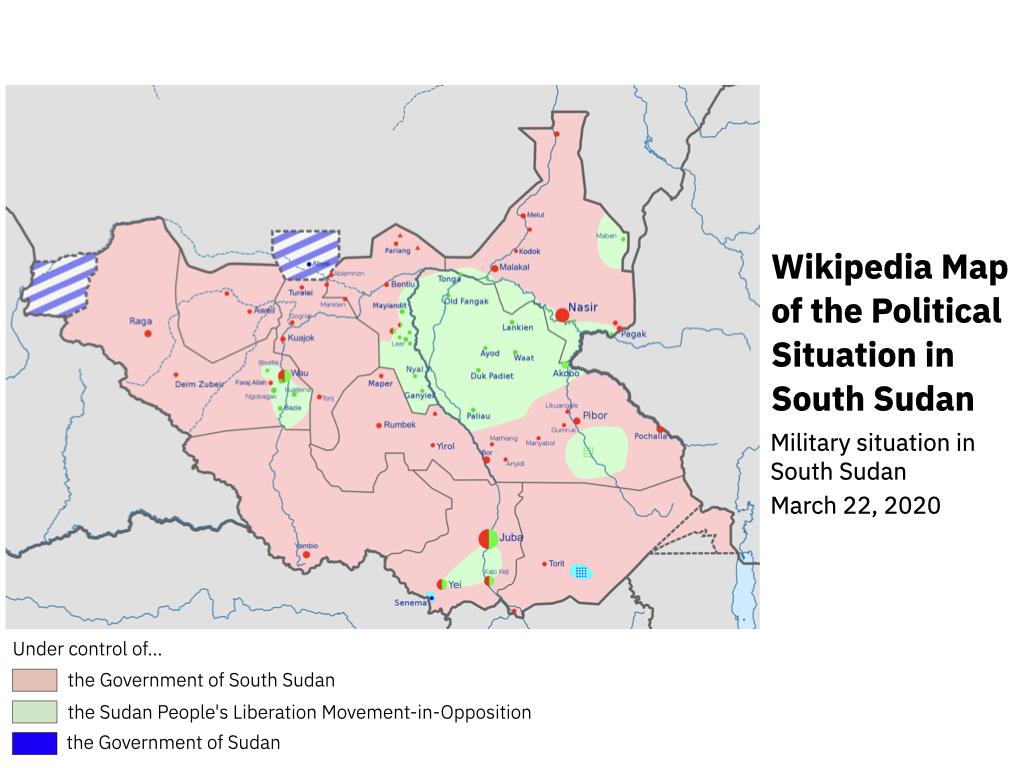 Wikipedia Map
of the Political
Situation in
South Sudan
Military situation in
South Sudan
March 22, 2020
Melut
Maban
Pariang
Kodok
Malakal
Abiemnon
Bentiu
Tonga
Turalei
Old Fangak
Mankien
Mayiandit
Nasir
Aweil
Gogrial
Raga
Lankien
Pagak
Kuajok
Leer
Ayod
Waat
Bisellia
Wau
Nyal
Duk Padiet
Akobo
Deim Zubeir
Faraj Allah
Maper
Ngobagari
Ganyiel
Tonj
Bazia
Likuangole
Paliau
Pibor
Rumbek
Gumruk
Pochalla
Mathiang
Manyabol
Yirol
Bor
Anyidi
Juba
Yambio
Torit
Kajo Keji
Yei
Senema
Under control of...
the Government of South Sudan
the Sudan People's Liberation Movement-in-Opposition
the Government of Sudan